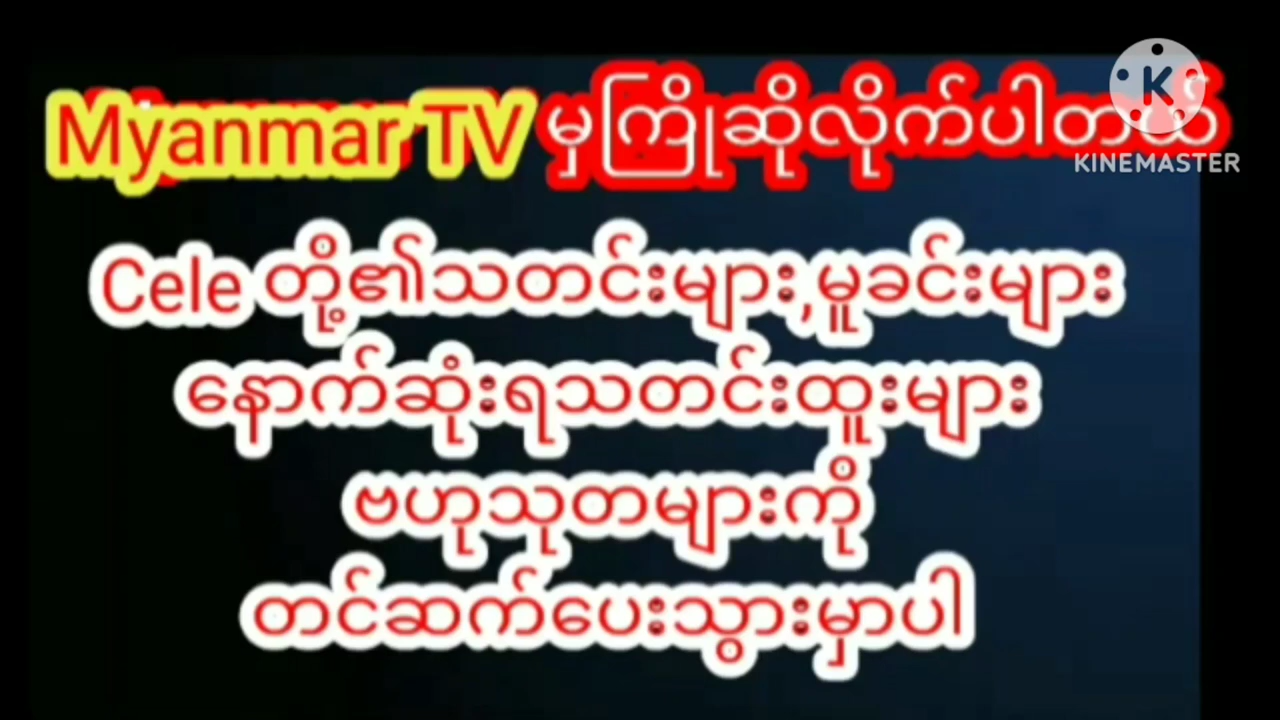 Myanmar TV မှကြိုဆိုလိုက်ပါတယ်
K
KINEMASTER
Cele တို့၏သတင်းများ,မူခင်းများ
နောက်ဆုံးရသတင်းထူးများ
ဗဟုသုတများကို
တင်ဆက်ပေးသွားမှာပါ